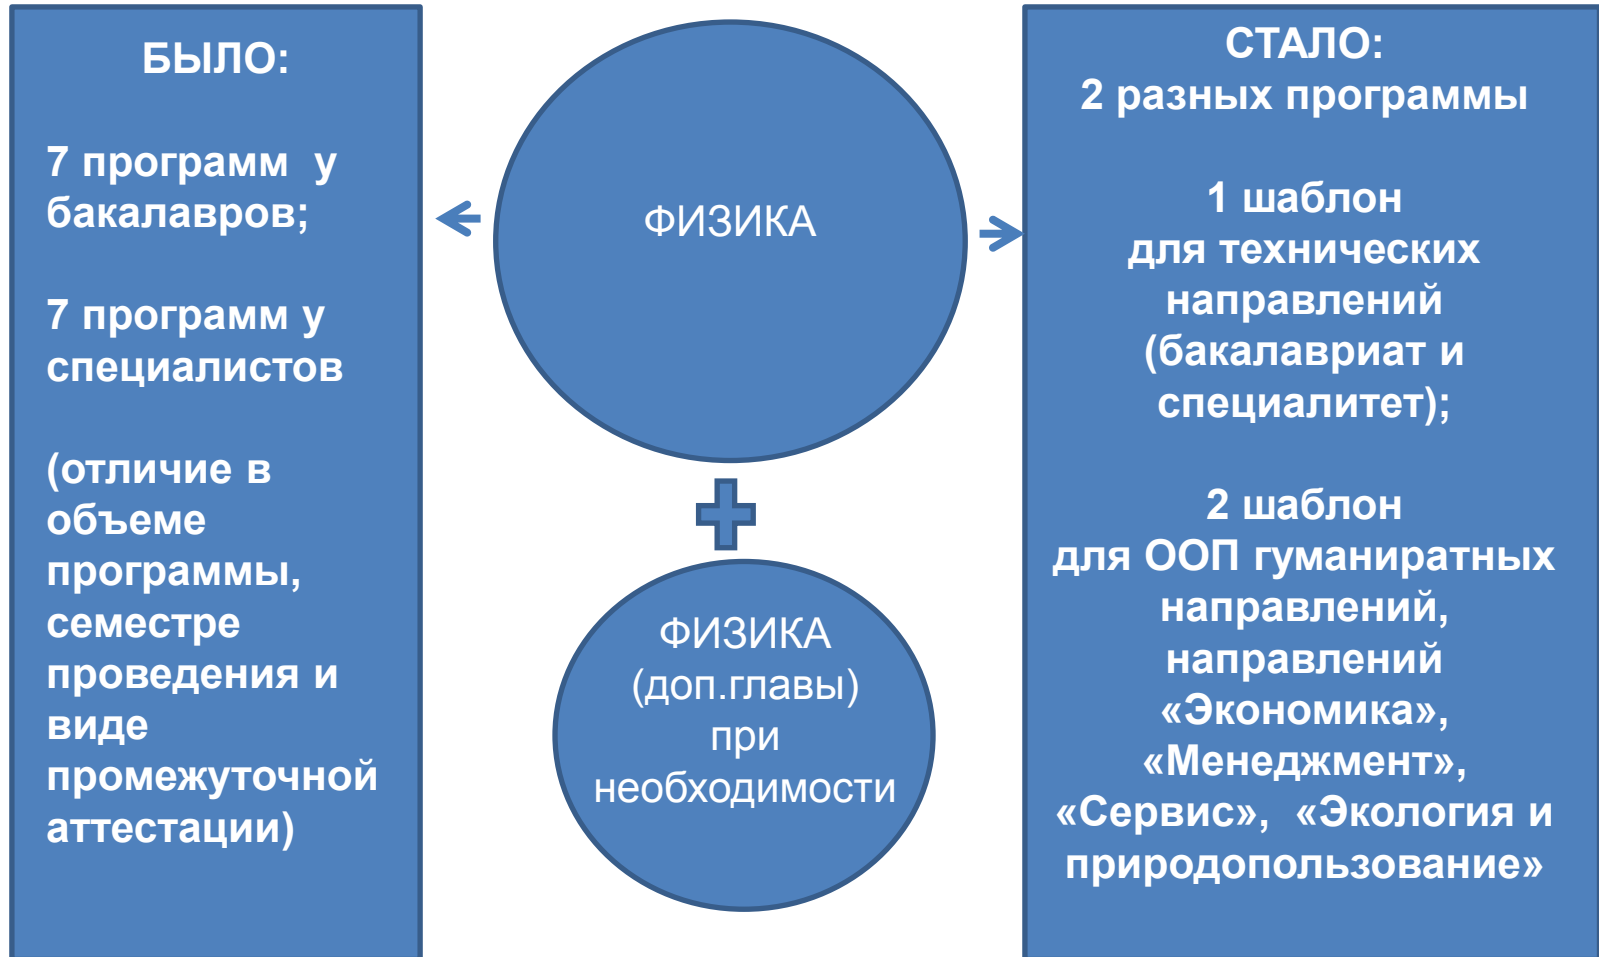 БЫЛО:
7 программ у
бакалавров;
7 программ у
специалистов
(отличие в
объеме
программы,
семестре
проведения и
виде
промежуточной
аттестации)
ФИЗИКА
ФИЗИКА
(доп.главы)
при
необходимости
СТАЛО:
2 разных программы
1 шаблон
для технических
направлений
(бакалавриат и
специалитет);
2 шаблон
для ООП гуманиратных
направлений,
направлений
«Экономика»,
«Менеджмент»,
«Сервис», «Экология и
природопользование»